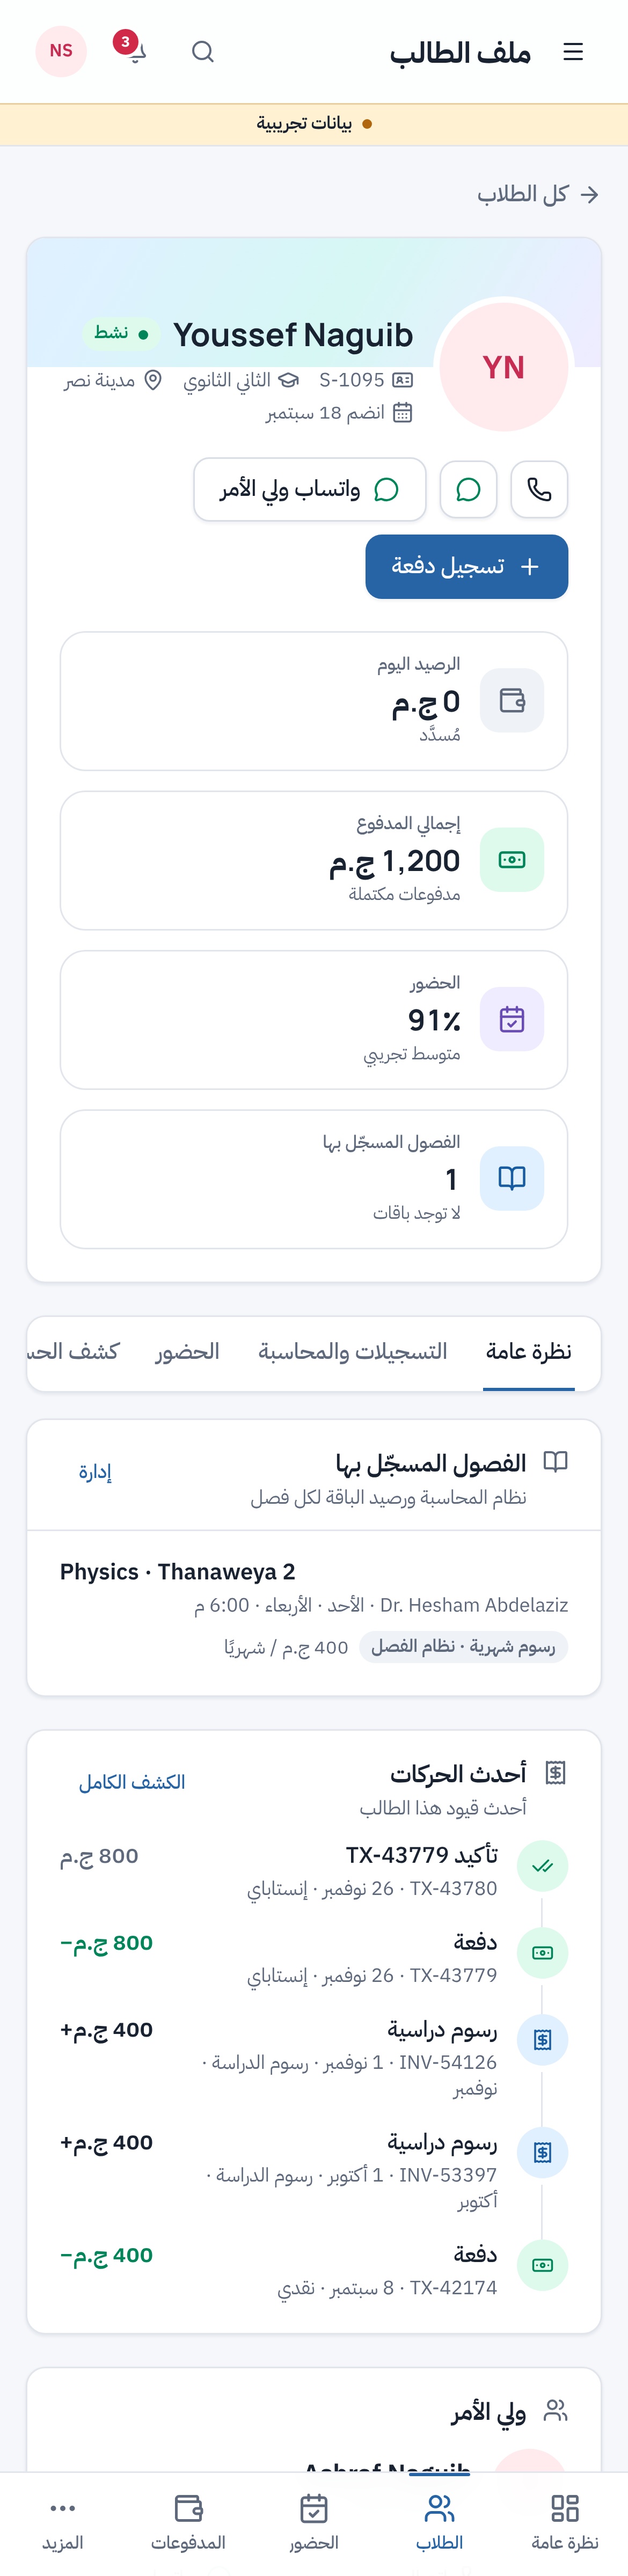 ملف الطالب
3
NS
بيانات تجريبية
كل الطلاب
YN
Youssef Naguib
نشط
S-1095 الثاني الثانوي مدينة نصر
انضم 18 سبتمبر
واتساب ولي الأمر
تسجيل دفعة
الرصيد اليوم
0 ج.م
مُسدَّد
إجمالي المدفوع
1,200 ج.م
مدفوعات مكتملة
الحضور
91٪
متوسط تجريبي
الفصول المسجّل بها
1
لا توجد باقات
نظرة عامة التسجيلات والمحاسبة الحضور كشف الحس
الفصول المسجّل بها
إدارة
نظام المحاسبة ورصيد الباقة لكل فصل
Physics · Thanaweya 2
Dr. Hesham Abdelaziz · الأحد · الأربعاء · 6:00 م
رسوم شهرية · نظام الفصل 400 ج.م / شهريًا
أحدث الحركات
الكشف الكامل
أحدث قيود هذا الطالب
تأكيد TX-43779
800 ج.م
TX-43780 · 26 نوفمبر · إنستاباي
دفعة
−800 ج.م
TX-43779 · 26 نوفمبر · إنستاباي
رسوم دراسية
+400 ج.م
INV-54126 · 1 نوفمبر · رسوم الدراسة ·
نوفمبر
رسوم دراسية
+400 ج.م
INV-53397 · 1 أكتوبر · رسوم الدراسة ·
أكتوبر
دفعة
−400 ج.م
TX-42174 · 8 سبتمبر · نقدي
ولي الأمر
Ashraf Naguib
نظرة عامة الطلاب الحضور المدفوعات المزيد